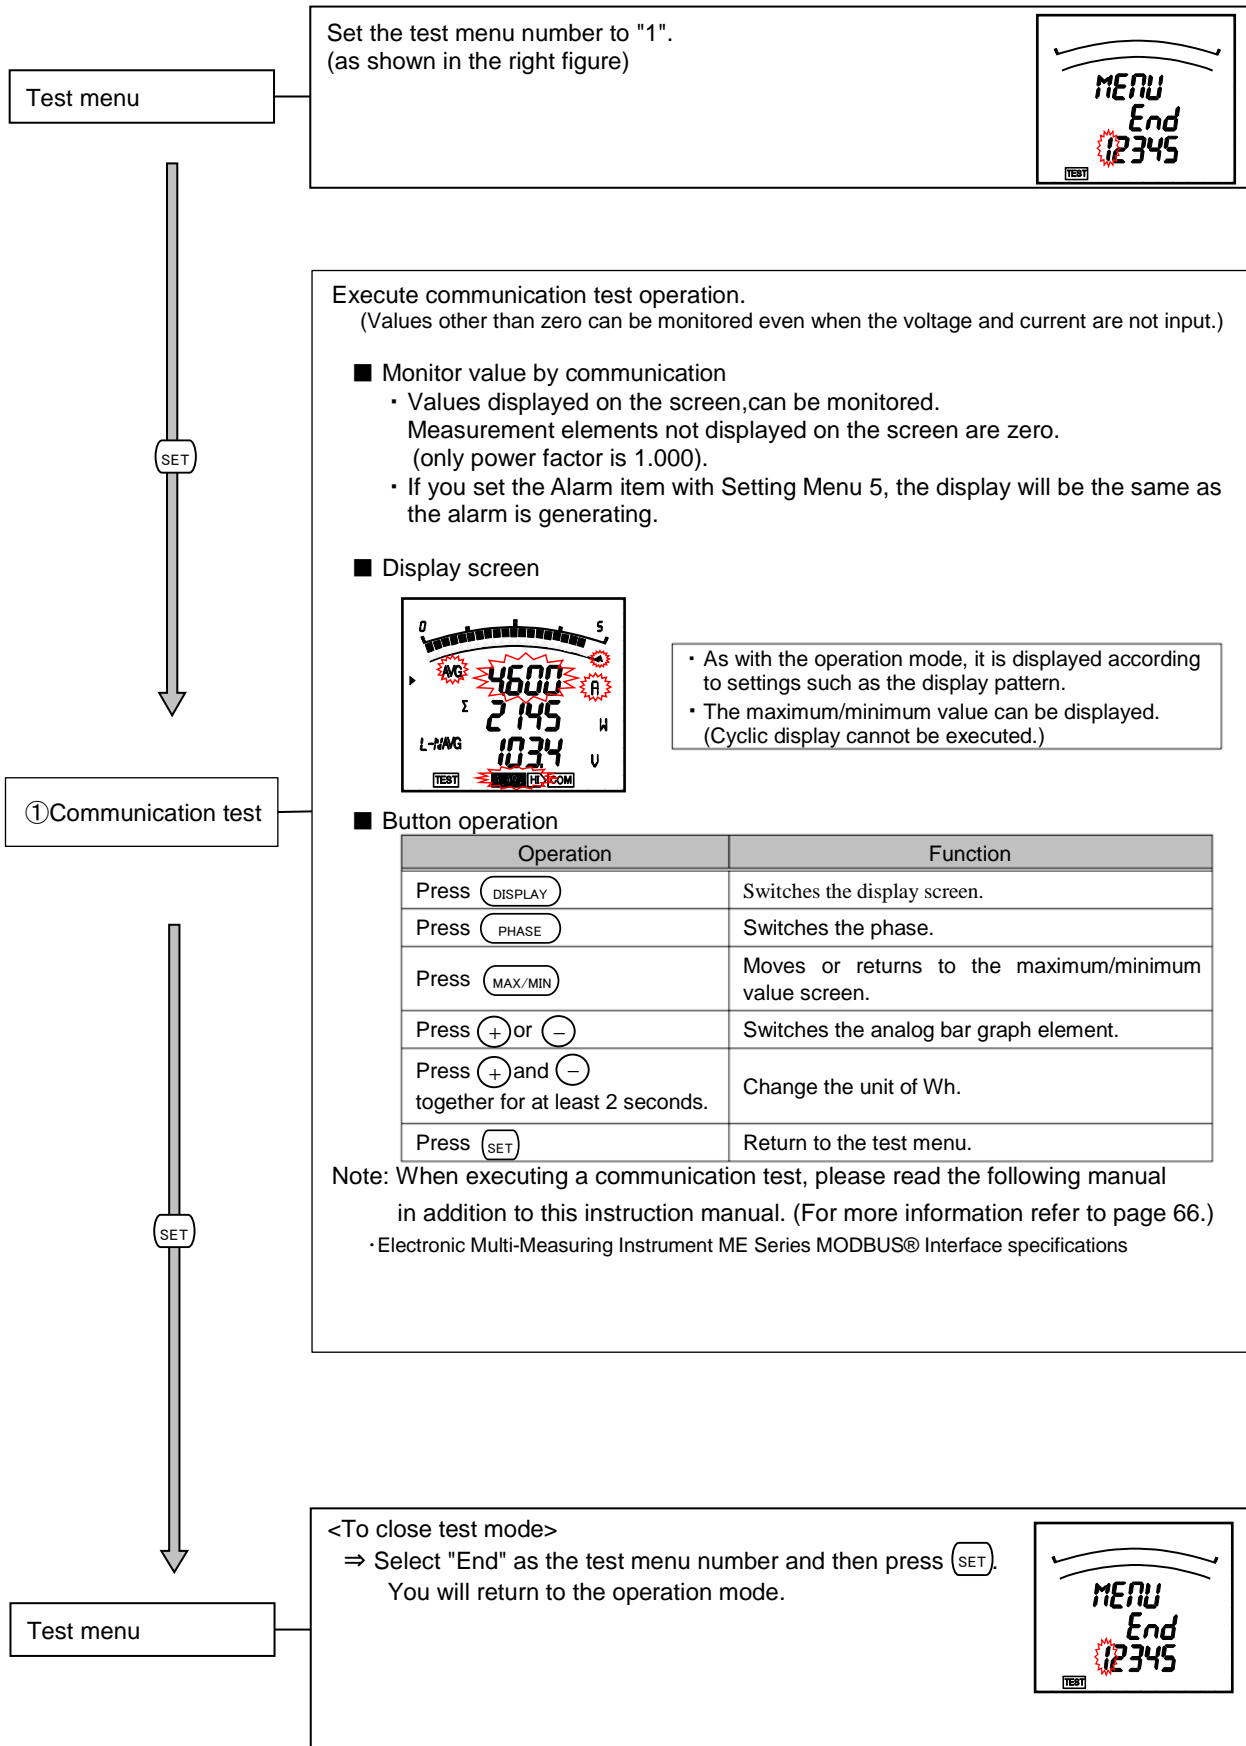 Set the test menu number to "1".
(as shown in the right figure)
Test menu
MENU
End
12345
TEST
SET
Execute communication test operation.
(Values other than zero can be monitored even when the voltage and current are not input.)
■ Monitor value by communication
・Values displayed on the screen,can be monitored.
Measurement elements not displayed on the screen are zero.
(only power factor is 1.000).
・If you set the Alarm item with Setting Menu 5, the display will be the same as
the alarm is generating.
■ Display screen
0 5
AVG 4600 A
Σ 2145 W
L-N AVG 103.4 V
TEST HI COM
・As with the operation mode, it is displayed according
to settings such as the display pattern.
・The maximum/minimum value can be displayed.
(Cyclic display cannot be executed.)
①Communication test
■ Button operation
Operation Function
Press DISPLAY Switches the display screen.
Press PHASE Switches the phase.
Press MAX/MIN Moves or returns to the maximum/minimum
value screen.
Press + or − Switches the analog bar graph element.
Press + and −
together for at least 2 seconds. Change the unit of Wh.
Press SET Return to the test menu.
Note: When executing a communication test, please read the following manual
in addition to this instruction manual. (For more information refer to page 66.)
・Electronic Multi-Measuring Instrument ME Series MODBUS® Interface specifications
SET
<To close test mode>
⇒ Select "End" as the test menu number and then press SET.
You will return to the operation mode.
Test menu
MENU
End
12345
TEST